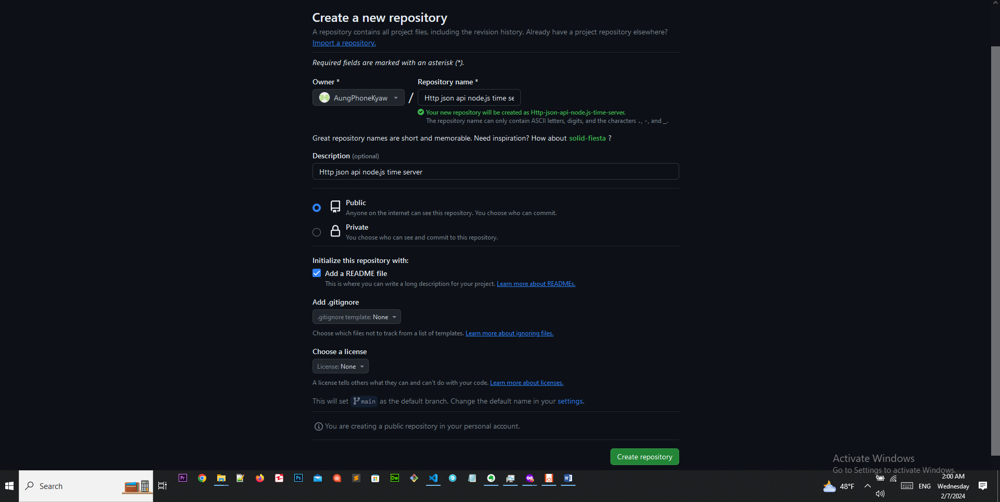 Create a new repository
A repository contains all project files, including the revision history. Already have a project repository elsewhere?
Import a repository.
Required fields are marked with an asterisk (*).
Owner *
Repository name *
AungPhoneKyaw / Http json api node.js time se
Your new repository will be created as Http-json-api-node.js-time-server.
The repository name can only contain ASCII letters, digits, and the characters ., -, and _.
Great repository names are short and memorable. Need inspiration? How about solid-fiesta ?
Description (optional)
Http json api node.js time server
Public
Anyone on the internet can see this repository. You choose who can commit.
Private
You choose who can see and commit to this repository.
Initialize this repository with:
Add a README file
This is where you can write a long description for your project. Learn more about READMEs.
Add .gitignore
.gitignore template: None
Choose which files not to track from a list of templates. Learn more about ignoring files.
Choose a license
License: None
A license tells others what they can and can't do with your code. Learn more about licenses.
This will set main as the default branch. Change the default name in your settings.
You are creating a public repository in your personal account.
Create repository
Activate Windows
Go to Settings to activate Windows.
Search
Pr
Ps
Dw
48°F
ENG
2:00 AM
Wednesday
2/7/2024